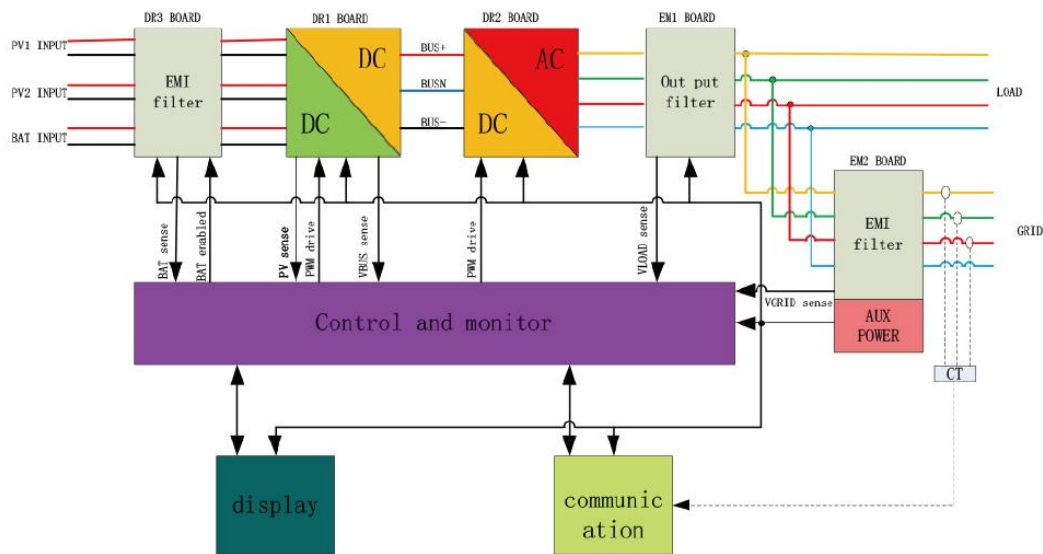 DR3 BOARD
DR1 BOARD
DR2 BOARD
EM1 BOARD
PV1 INPUT
PV2 INPUT
BAT INPUT
EMI
filter
DC
DC
BUS+
BUSN
BUS-
AC
DC
Out put
filter
LOAD
EM2 BOARD
EMI
filter
GRID
AUX
POWER
BAT sense
BAT enabled
PV sense
PWM drive
VBUS sense
PWM drive
VLOAD sense
VGRID sense
Control and monitor
CT
display
communic
ation